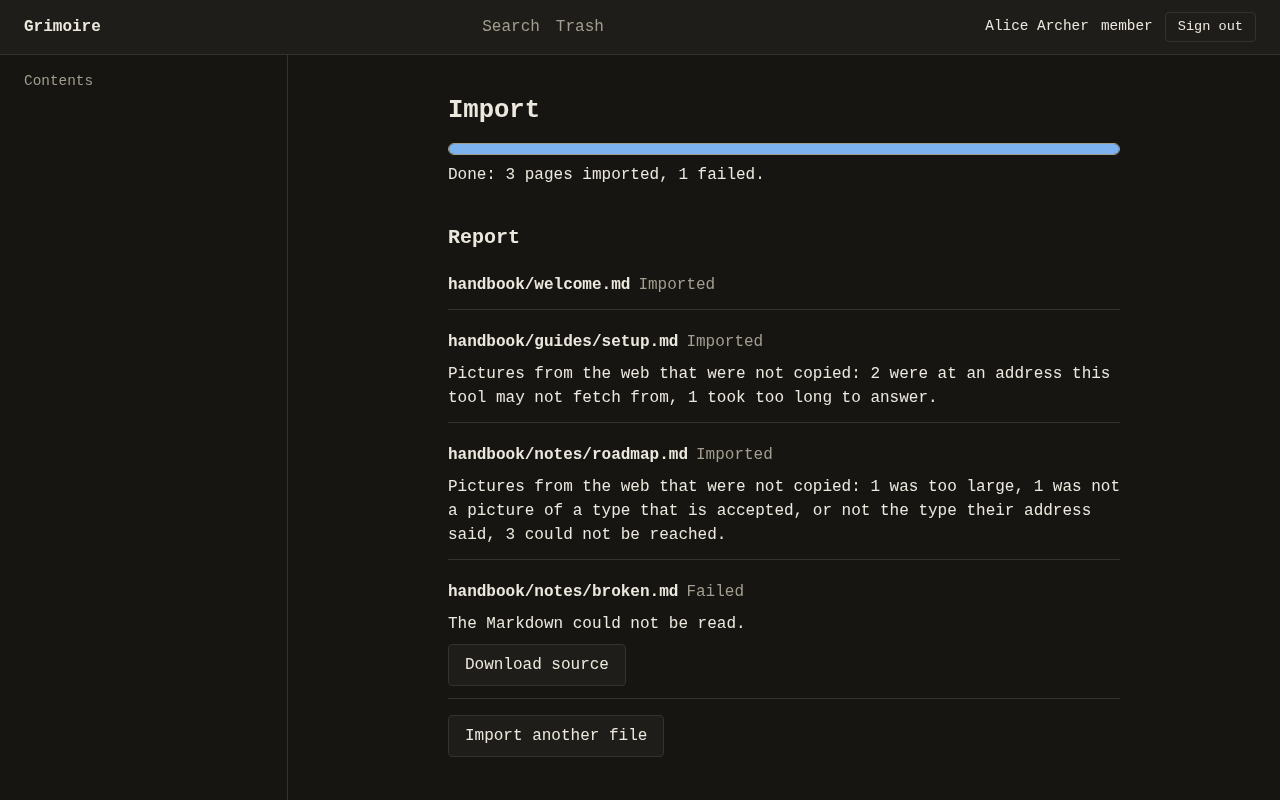 Grimoire
Search Trash
Alice Archer member Sign out
Contents
Import
Done: 3 pages imported, 1 failed.
Report
handbook/welcome.md Imported
handbook/guides/setup.md Imported
Pictures from the web that were not copied: 2 were at an address this
tool may not fetch from, 1 took too long to answer.
handbook/notes/roadmap.md Imported
Pictures from the web that were not copied: 1 was too large, 1 was not
a picture of a type that is accepted, or not the type their address
said, 3 could not be reached.
handbook/notes/broken.md Failed
The Markdown could not be read.
Download source
Import another file